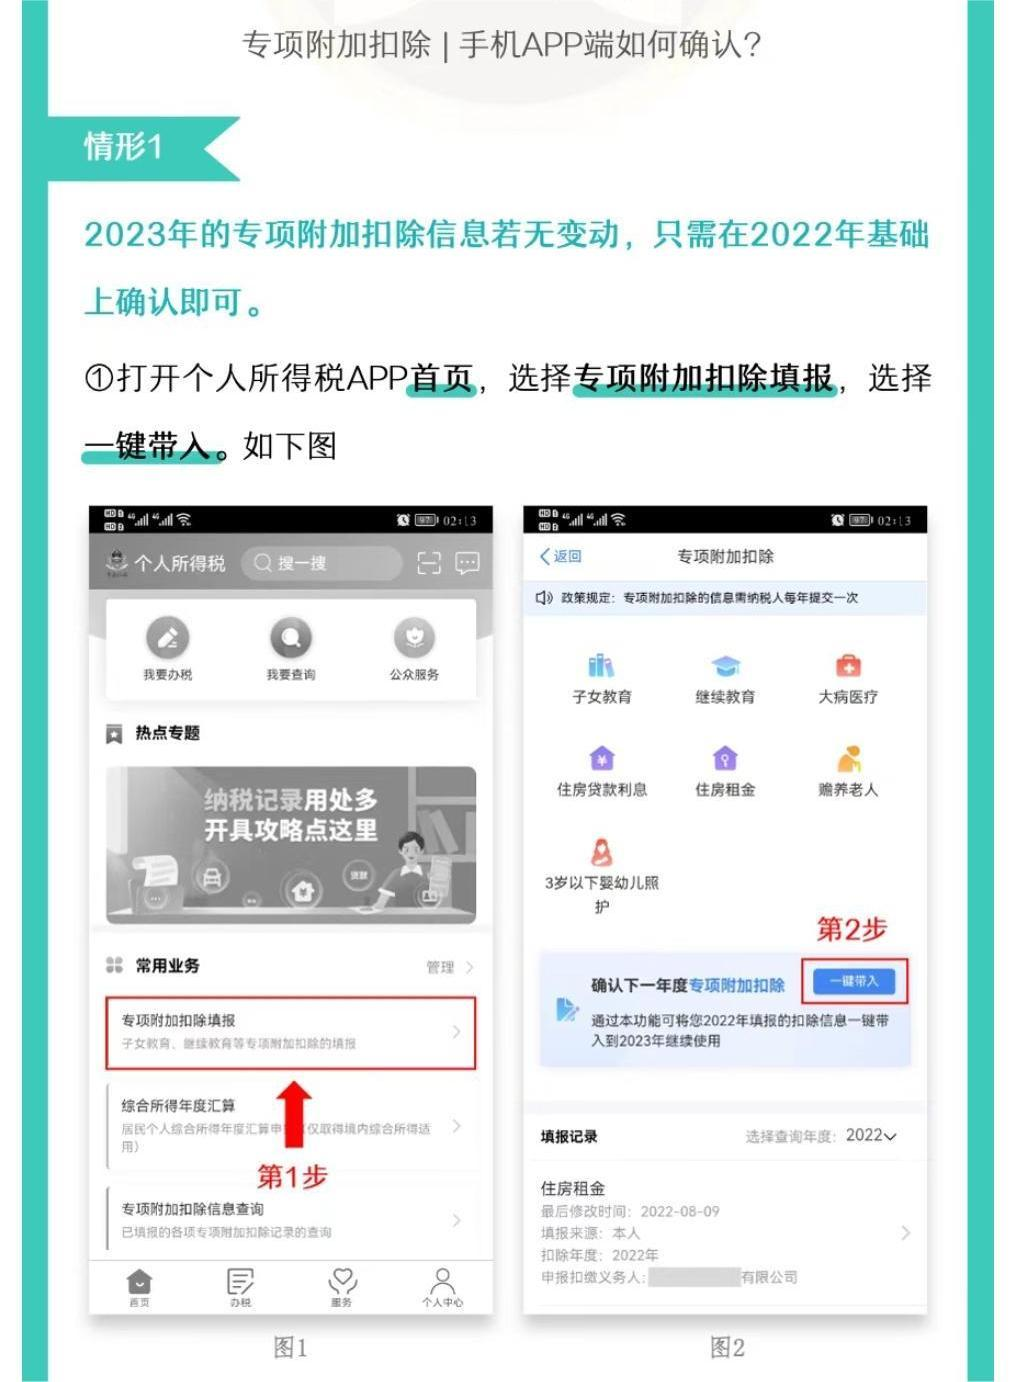 专项附加扣除 | 手机APP端如何确认?
情形1
2023年的专项附加扣除信息若无变动，只需在2022年基础
上确认即可。
①打开个人所得税APP首页，选择专项附加扣除填报，选择
一键带入。如下图
02:13
个人所得税
搜一搜
我要办税
我要查询
公众服务
热点专题
纳税记录用处多
开具攻略点这里
贷款
常用业务
管理
专项附加扣除填报
子女教育、继续教育等专项附加扣除的填报
综合所得年度汇算
居民个人综合所得年度汇算申 仅取得境内综合所得适
用）
第1步
专项附加扣除信息查询
已填报的各项专项附加扣除记录的查询
首页
办税
服务
个人中心
图1
97 02:13
返回
专项附加扣除
政策规定：专项附加扣除的信息需纳税人每年提交一次
子女教育
继续教育
大病医疗
住房贷款利息
住房租金
赡养老人
3岁以下婴幼儿照
护
第2步
确认下一年度专项附加扣除
一键带入
通过本功能可将您2022年填报的扣除信息一键带
入到2023年继续使用
填报记录
选择查询年度：2022
住房租金
最后修改时间：2022-08-09
填报来源：本人
扣除年度：2022年
申报扣缴义务人： 有限公司
图2